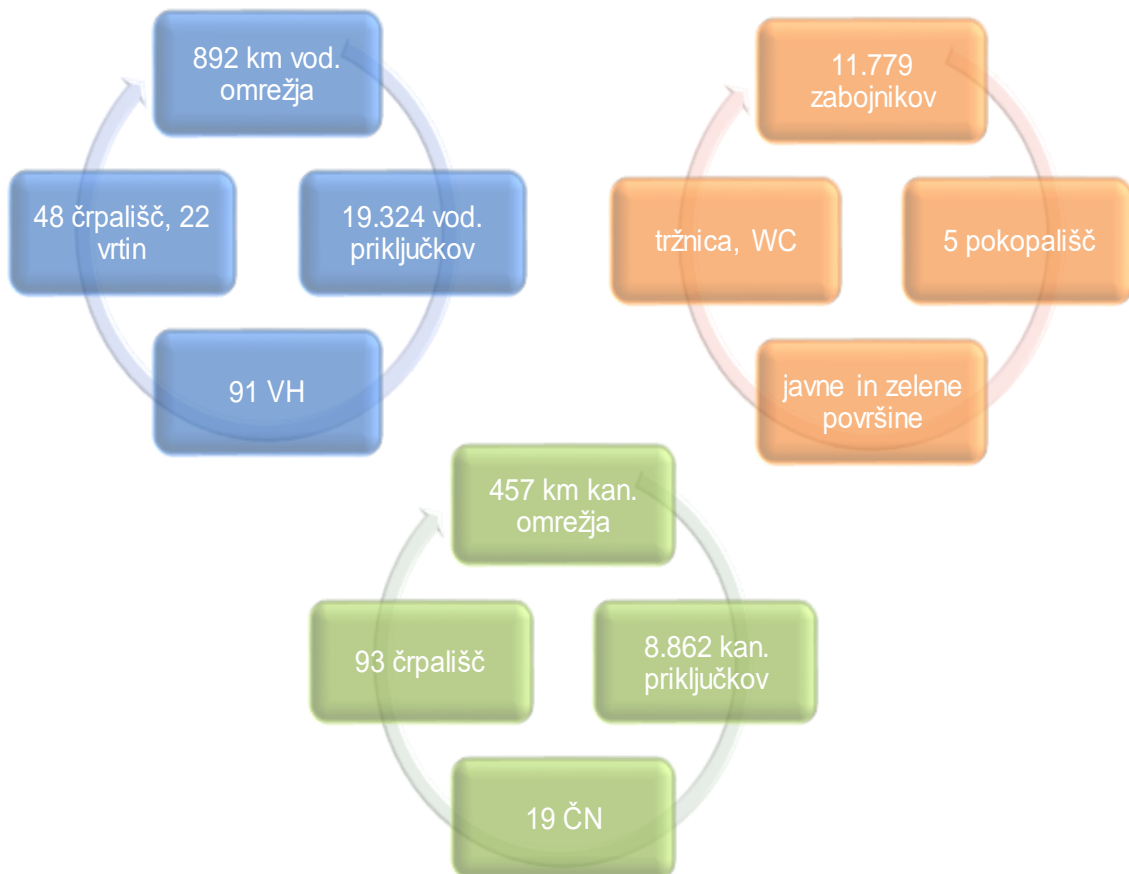 892 km vod.
omrežja
19.324 vod.
priključkov
91 VH
48 črpališč, 22
vrtin
11.779
zabojnikov
5 pokopališč
javne in zelene
površine
tržnica, WC
457 km kan.
omrežja
8.862 kan.
priključkov
19 ČN
93 črpališč